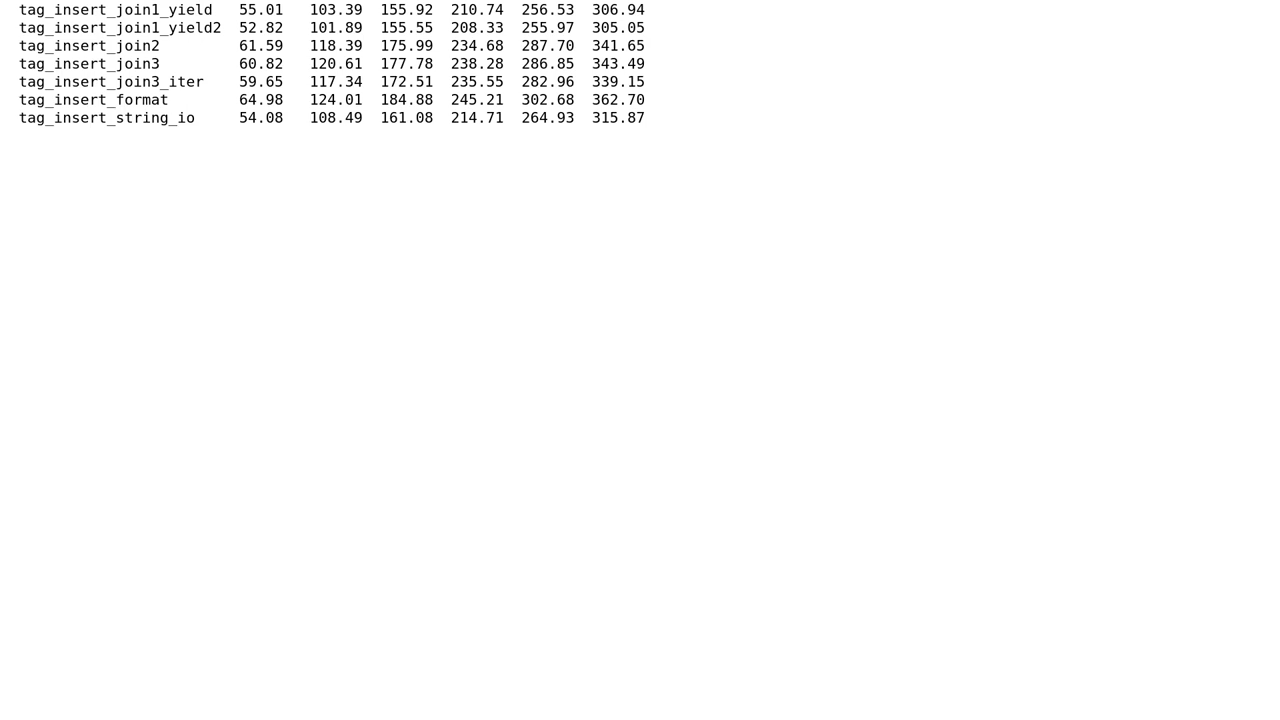 tag_insert_join1_yield   55.01   103.39  155.92  210.74  256.53  306.94
tag_insert_join1_yield2  52.82   101.89  155.55  208.33  255.97  305.05
tag_insert_join2         61.59   118.39  175.99  234.68  287.70  341.65
tag_insert_join3         60.82   120.61  177.78  238.28  286.85  343.49
tag_insert_join3_iter    59.65   117.34  172.51  235.55  282.96  339.15
tag_insert_format        64.98   124.01  184.88  245.21  302.68  362.70
tag_insert_string_io     54.08   108.49  161.08  214.71  264.93  315.87